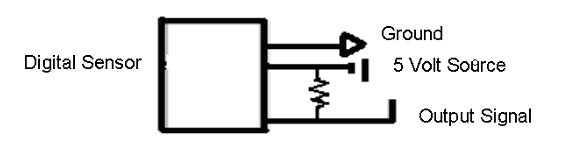 Ground
Digital Sensor
5 Volt Source
Output Signal